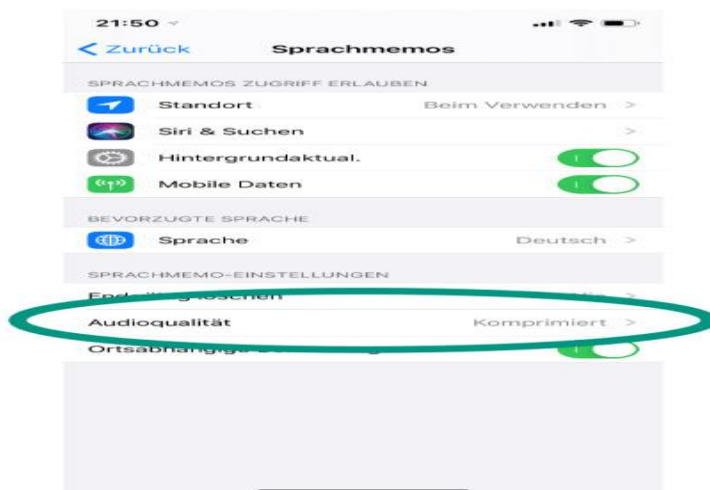 21:50
Zurück Sprachmemos
SPRACHMEMOS ZUGRIFF ERLAUBEN
Standort Beim Verwenden
Siri & Suchen
Hintergrundaktual.
Mobile Daten
BEVORZUGTE SPRACHE
Sprache Deutsch
SPRACHMEMO-EINSTELLUNGEN
Audioqualität Komprimiert